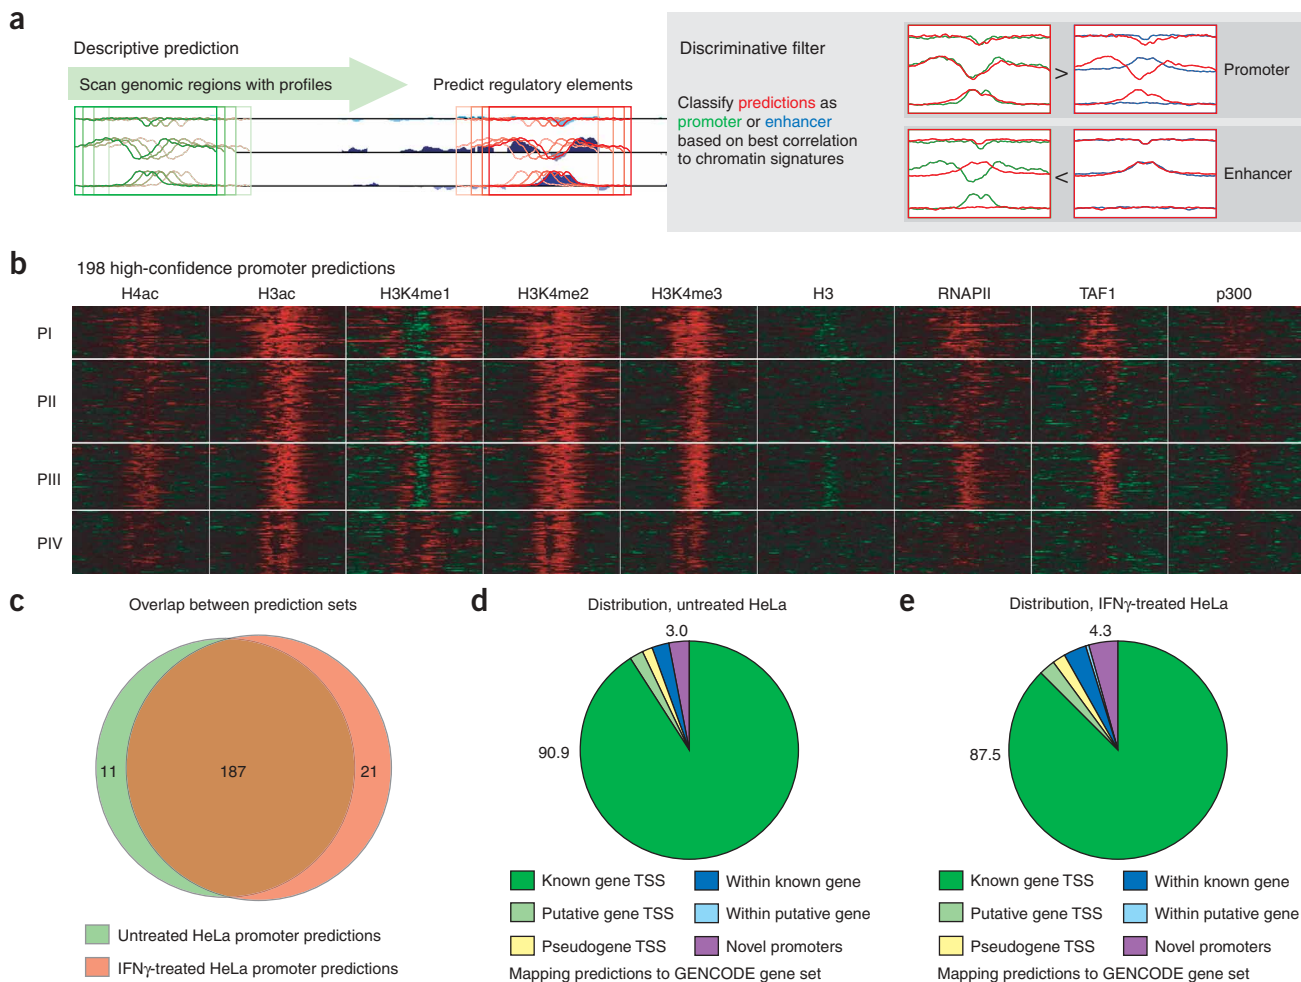 a
Descriptive prediction
Scan genomic regions with profiles
Predict regulatory elements
Discriminative filter
Classify predictions as
promoter or enhancer
based on best correlation
to chromatin signatures
>
Promoter
<
Enhancer
b
198 high-confidence promoter predictions
H4ac H3ac H3K4me1 H3K4me2 H3K4me3 H3 RNAPII TAF1 p300
PI
PII
PIII
PIV
c
Overlap between prediction sets
11
187
21
Untreated HeLa promoter predictions
IFNγ-treated HeLa promoter predictions
d
Distribution, untreated HeLa
3.0
90.9
Known gene TSS
Within known gene
Putative gene TSS
Within putative gene
Pseudogene TSS
Novel promoters
Mapping predictions to GENCODE gene set
e
Distribution, IFNγ-treated HeLa
4.3
87.5
Known gene TSS
Within known gene
Putative gene TSS
Within putative gene
Pseudogene TSS
Novel promoters
Mapping predictions to GENCODE gene set